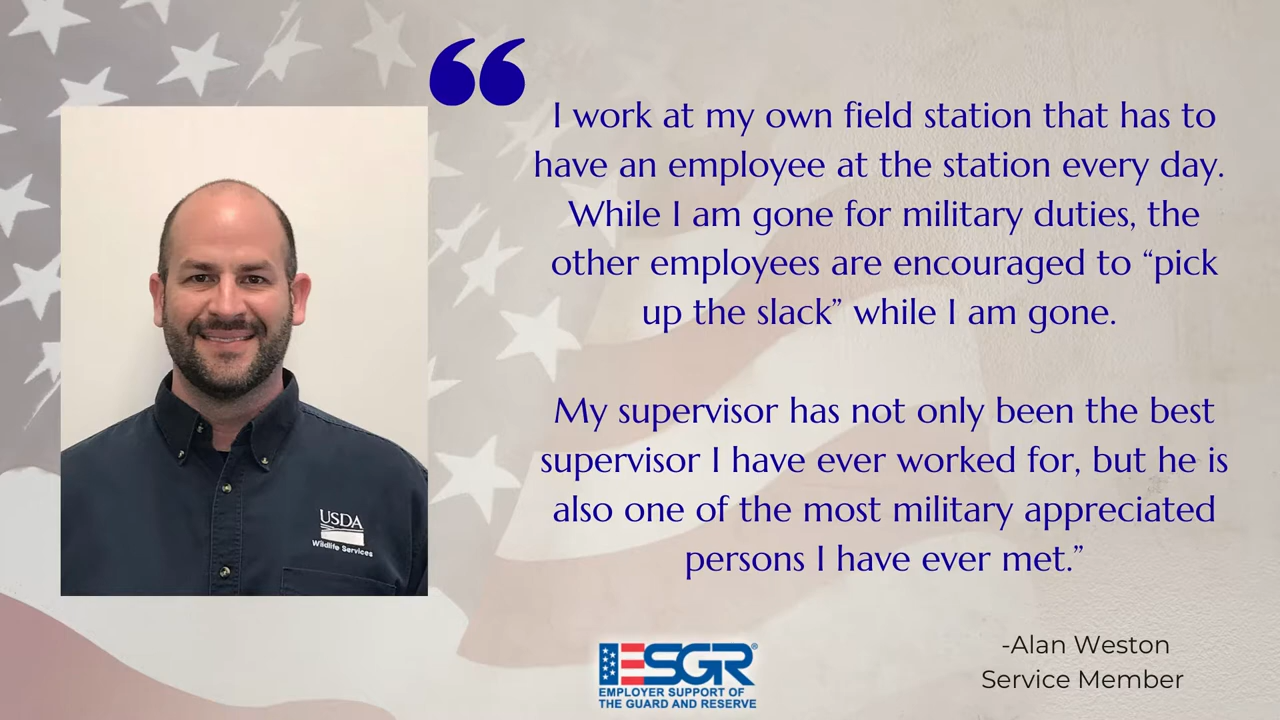 “
I work at my own field station that has to
have an employee at the station every day.
While I am gone for military duties, the
other employees are encouraged to “pick
up the slack” while I am gone.
My supervisor has not only been the best
supervisor I have ever worked for, but he is
also one of the most military appreciated
persons I have ever met.”
USDA
Wildlife Services
-Alan Weston
Service Member
ESGR®
EMPLOYER SUPPORT OF
THE GUARD AND RESERVE